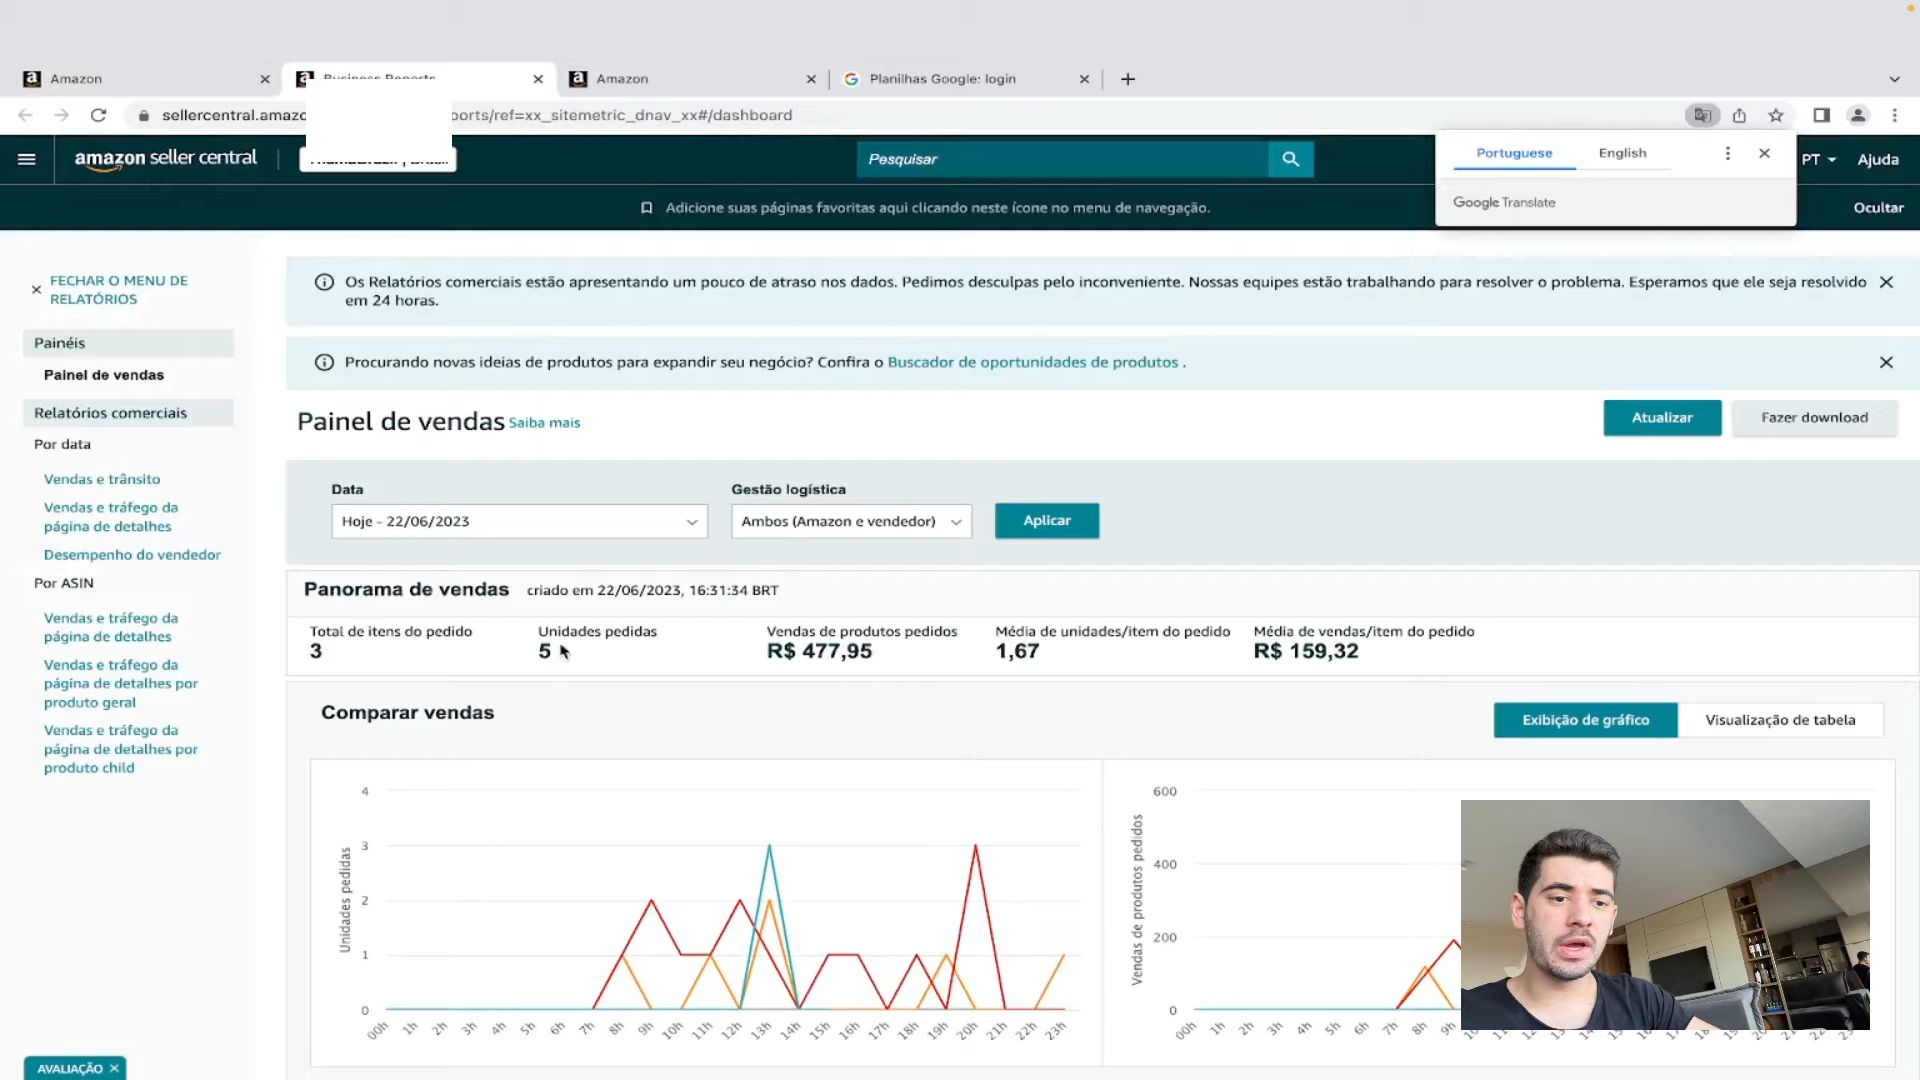 Amazon
Amazon
Planilhas Google: login
sellercentral.amazo
ports/ref=xx_sitemetric_dnav_xx#/dashboard
amazon seller central
Pesquisar
Portuguese
English
PT
Ajuda
Google Translate
Adicione suas páginas favoritas aqui clicando neste ícone no menu de navegação.
Ocultar
FECHAR O MENU DE
RELATÓRIOS
Painéis
Painel de vendas
Relatórios comerciais
Por data
Vendas e trânsito
Vendas e tráfego da
página de detalhes
Desempenho do vendedor
Por ASIN
Vendas e tráfego da
página de detalhes
Vendas e tráfego da
página de detalhes por
produto geral
Vendas e tráfego da
página de detalhes por
produto child
AVALIAÇÃO
Os Relatórios comerciais estão apresentando um pouco de atraso nos dados. Pedimos desculpas pelo inconveniente. Nossas equipes estão trabalhando para resolver o problema. Esperamos que ele seja resolvido
em 24 horas.
Procurando novas ideias de produtos para expandir seu negócio? Confira o Buscador de oportunidades de produtos .
Painel de vendas Saiba mais
Atualizar
Fazer download
Data
Gestão logística
Hoje - 22/06/2023
Ambos (Amazon e vendedor)
Aplicar
Panorama de vendas criado em 22/06/2023, 16:31:34 BRT
Total de itens do pedido
3
Unidades pedidas
5
Vendas de produtos pedidos
R$ 477,95
Média de unidades/item do pedido
1,67
Média de vendas/item do pedido
R$ 159,32
Comparar vendas
Exibição de gráfico
Visualização de tabela
Unidades pedidas
4
3
2
1
0
00h 1h 2h 3h 4h 5h 6h 7h 8h 9h 10h 11h 12h 13h 14h 15h 16h 17h 18h 19h 20h 21h 22h 23h
Vendas de produtos pedidos
600
400
200
0
00h 1h 2h 3h 4h 5h 6h 7h 8h